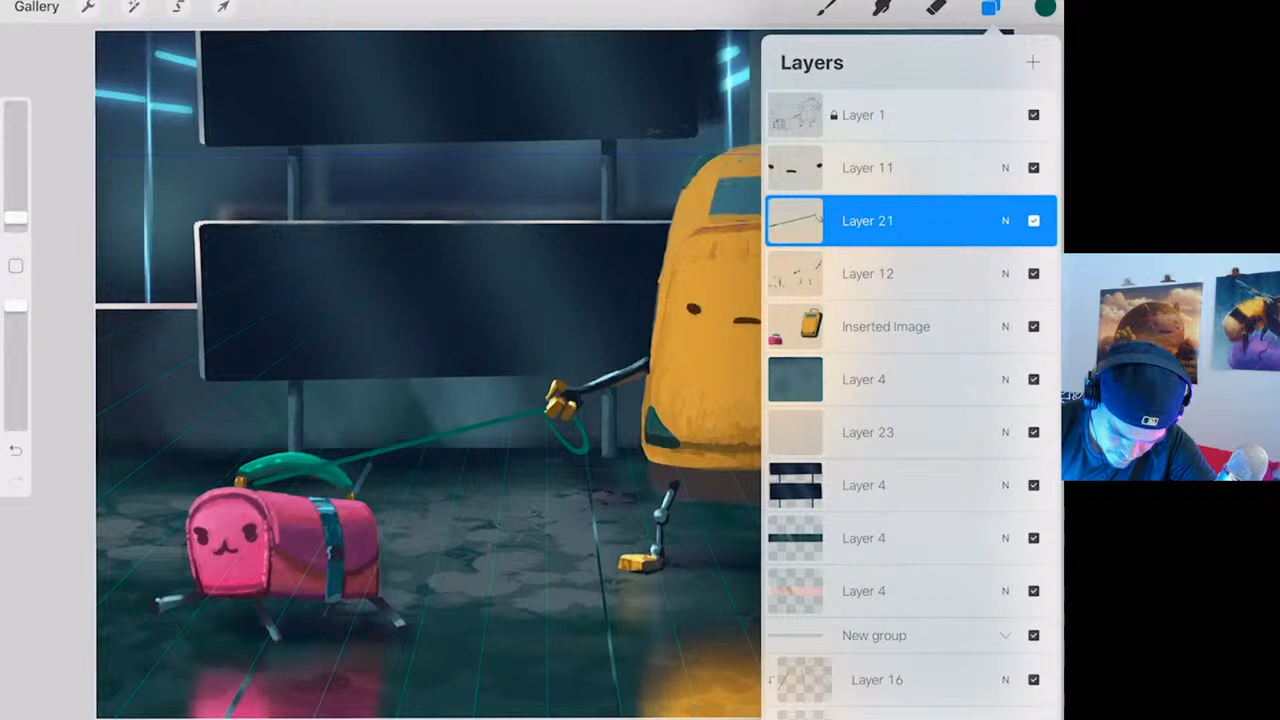 Gallery
Layers
Layer 1
Layer 11 N
Layer 21 N
Layer 12 N
Inserted Image N
Layer 4 N
Layer 23 N
Layer 4 N
Layer 4 N
Layer 4 N
New group
Layer 16 N